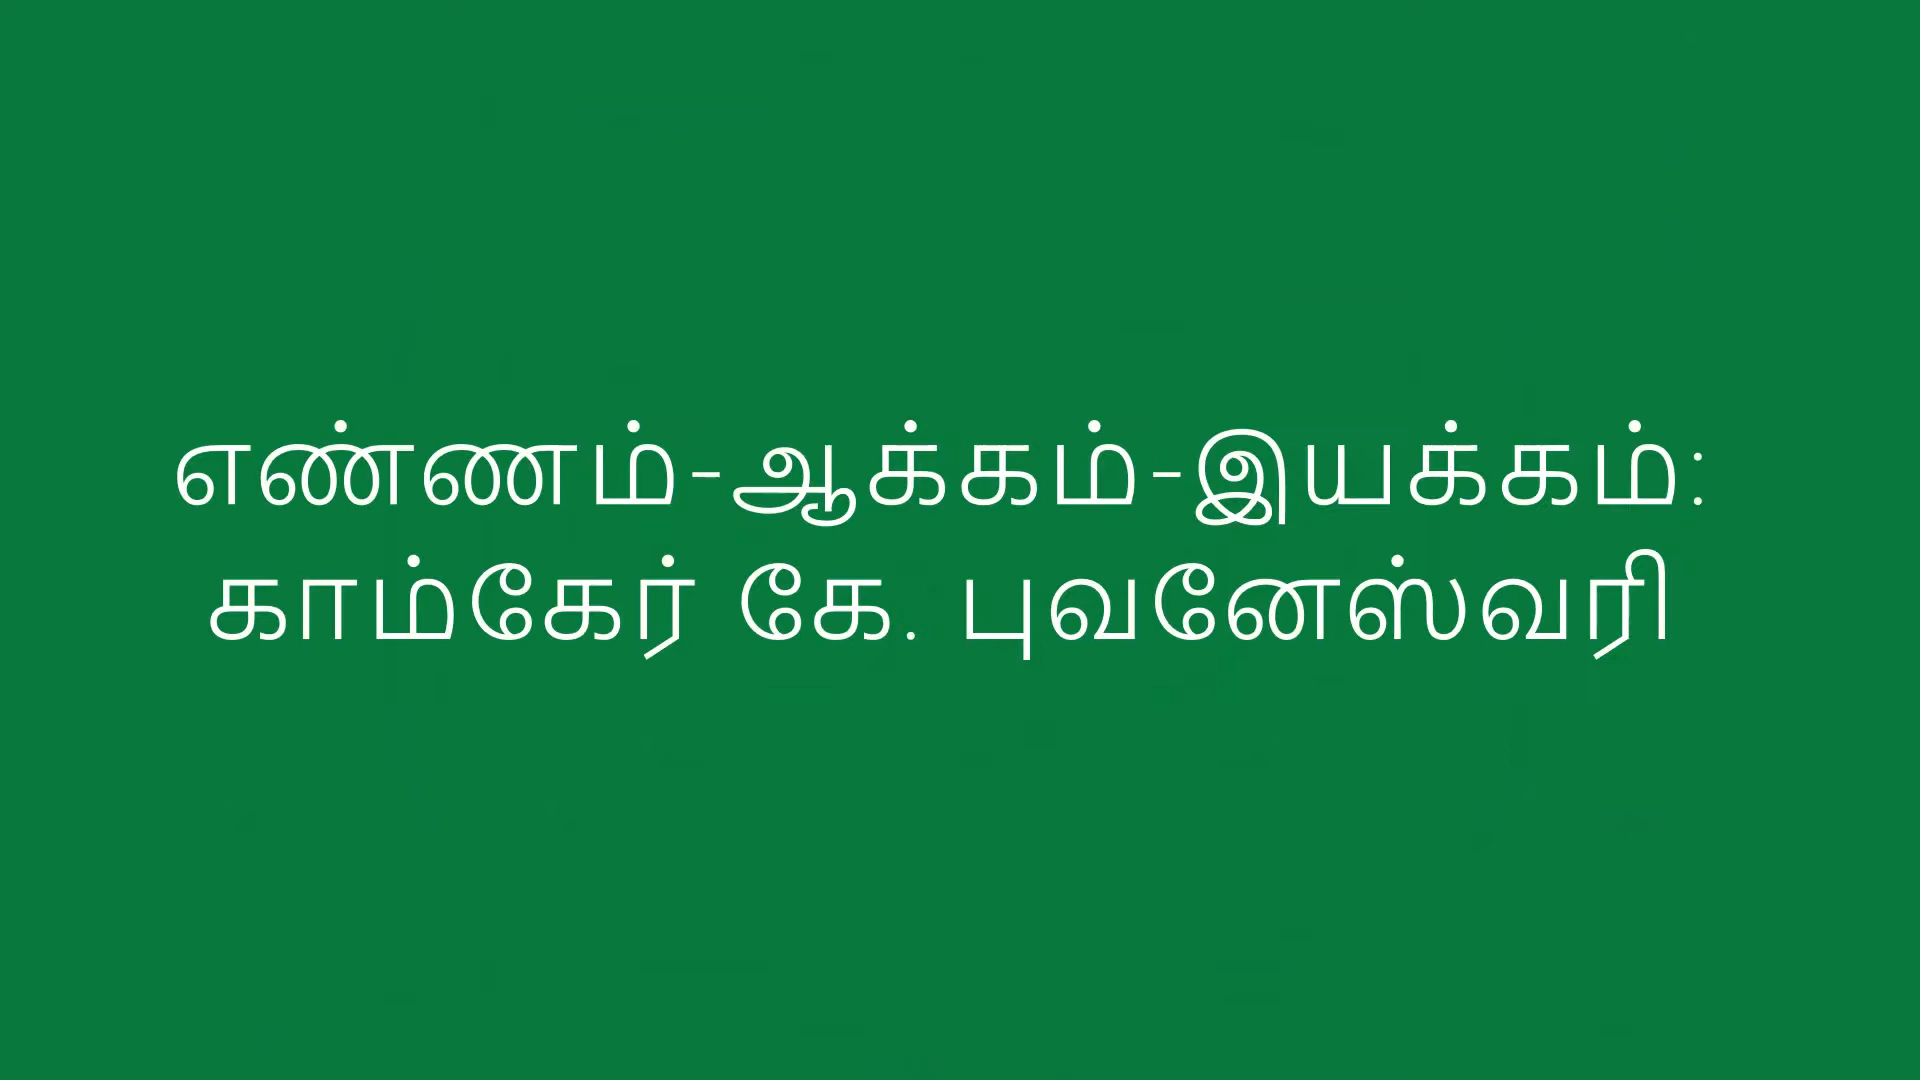 எண்ணம்-ஆக்கம்-இயக்கம்:
காம்கேர் கே. புவனேஸ்வரி